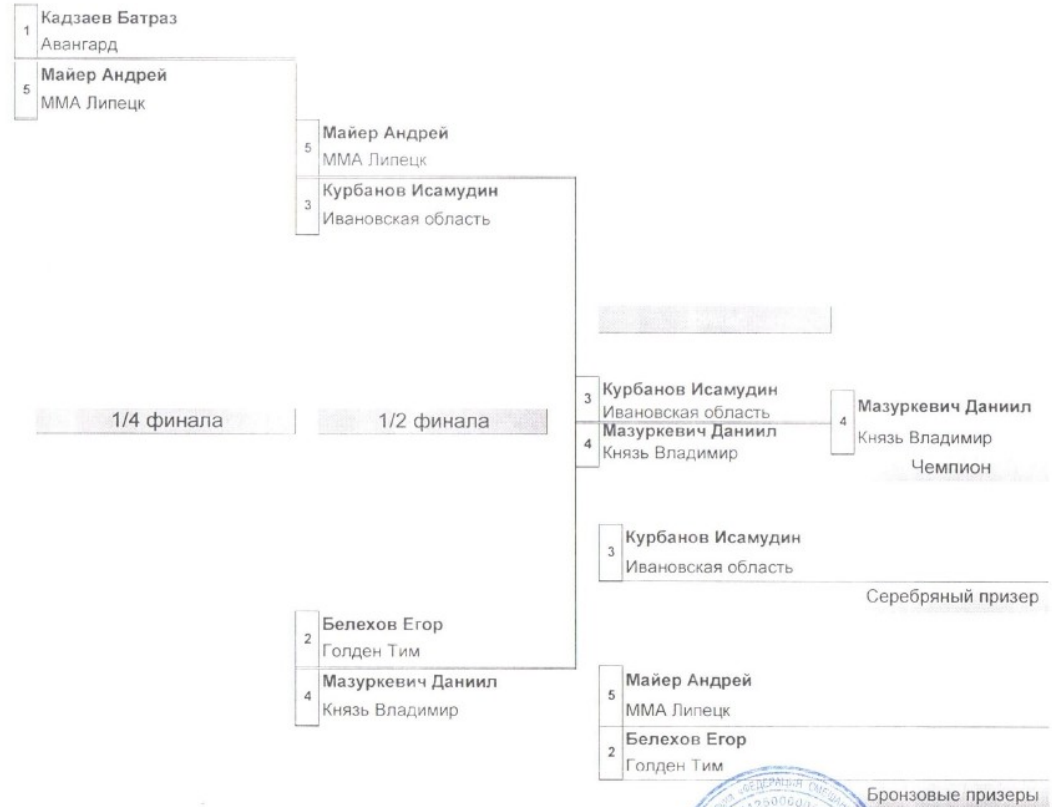 1
Кадзаев Батраз
Авангард
5
Майер Андрей
ММА Липецк
5
Майер Андрей
ММА Липецк
3
Курбанов Исамудин
Ивановская область
1/4 финала
1/2 финала
3
Курбанов Исамудин
Ивановская область
4
Мазуркевич Даниил
Князь Владимир
4
Мазуркевич Даниил
Князь Владимир
Чемпион
3
Курбанов Исамудин
Ивановская область
Серебряный призер
2
Белехов Егор
Голден Тим
4
Мазуркевич Даниил
Князь Владимир
5
Майер Андрей
ММА Липецк
2
Белехов Егор
Голден Тим
Бронзовые призеры